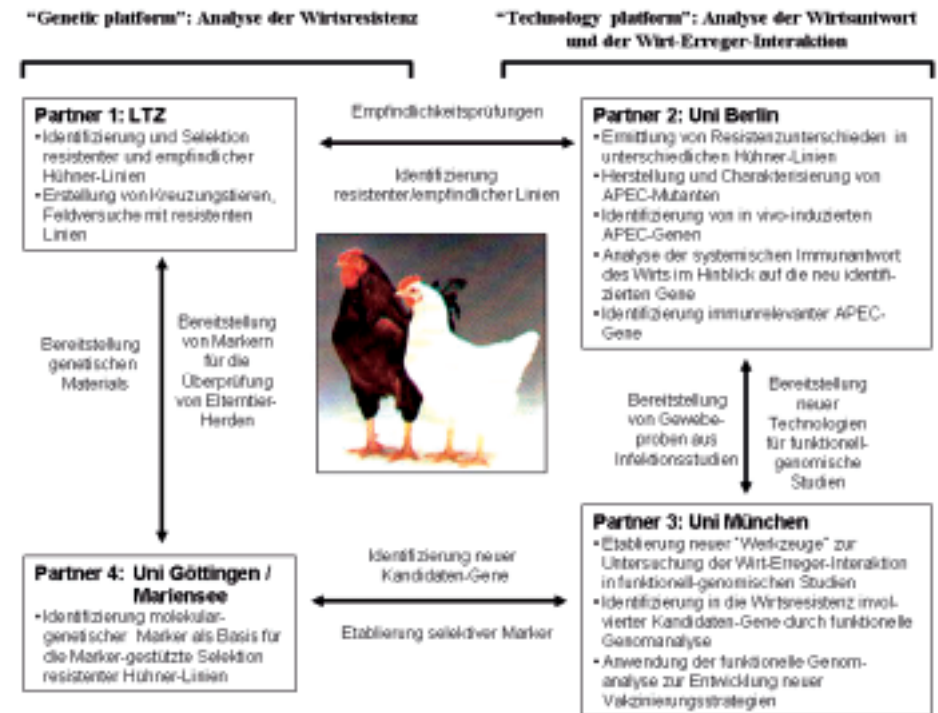 “Genetic platform”: Analyse der Wirtsresistenz
“Technology platform”: Analyse der Wirtsantwort
und der Wirt-Erreger-Interaktion
Partner 1: LTZ
•Identifizierung und Selektion
resistenter und empfindlicher
Hühner-Linien
•Erstellung von Kreuzungstieren,
Feldversuche mit resistenten
Linien
Empfindlichkeitsprüfungen
Identifizierung
resistenter/empfindlicher Linien
Partner 2: Uni Berlin
•Ermittlung von Resistenzunterschieden in
unterschiedlichen Hühner-Linien
•Herstellung und Charakterisierung von
APEC-Mutanten
•Identifizierung von in vivo-induzierten
APEC-Genen
•Analyse der systemischen Immunantwort
des Wirts im Hinblick auf die neu identifi-
zierten Gene
•Identifizierung immunrelevanter APEC-
Gene
Bereitstellung
genetischen
Materials
Bereitstellung
von Markern
für die
Überprüfung
von Elterntier-
Herden
Bereitstellung
von Gewebe-
proben aus
Infektionsstudien
Bereitstellung
neuer
Technologien
für funktionell-
genomische
Studien
Partner 4: Uni Göttingen /
Mariensee
•Identifizierung molekular-
genetischer Marker als Basis für
die Marker-gestützte Selektion
resistenter Hühner-Linien
Identifizierung neuer
Kandidaten-Gene
Etablierung selektiver Marker
Partner 3: Uni München
•Etablierung neuer “Werkzeuge” zur
Untersuchung der Wirt-Erreger-Interaktion
in funktionell-genomischen Studien
•Identifizierung in die Wirtsresistenz invol-
vierter Kandidaten-Gene durch funktionelle
Genomanalyse
•Anwendung der funktionelle Genom-
analyse zur Entwicklung neuer
Vakzinierungsstrategien